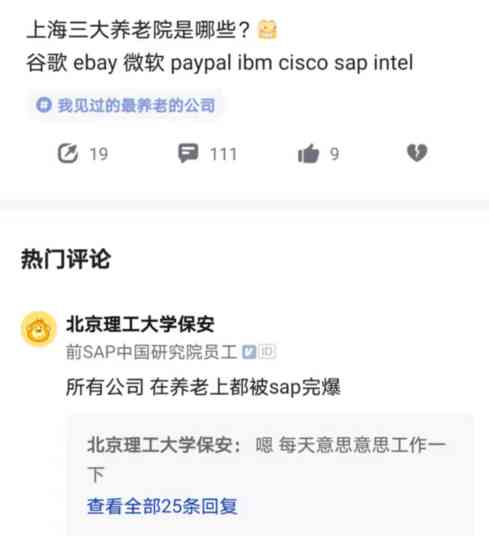 上海三大养老院是哪些？
谷歌 ebay 微软 paypal ibm cisco sap intel
# 我见过的最养老的公司
19 111 9
热门评论
北京理工大学保安
前SAP中国研究院员工 ID
所有公司 在养老上都被sap完爆
北京理工大学保安： 嗯 每天意思意思工作一
下
查看全部25条回复